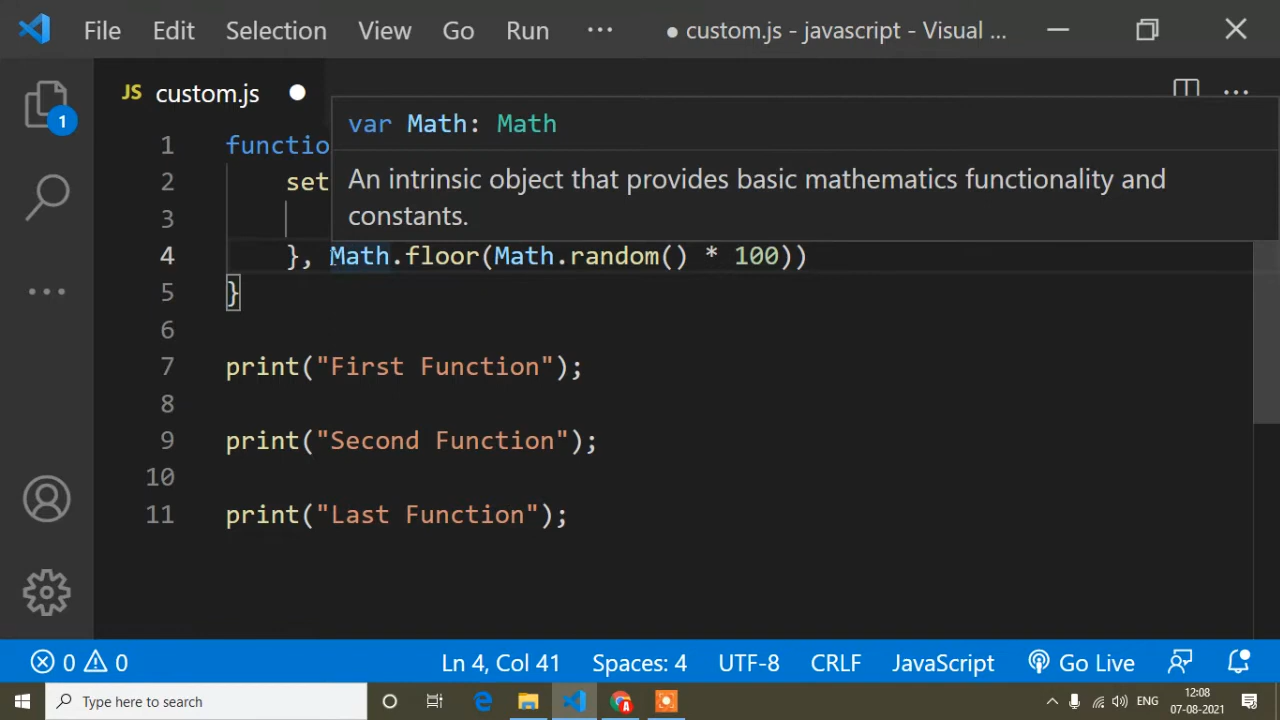 File Edit Selection View Go Run ··· ● custom.js - javascript - Visual ...
JS custom.js ●
1
var Math: Math
An intrinsic object that provides basic mathematics functionality and
constants.
1 functio
2 set
3
4 }, Math.floor(Math.random() * 100))
5 }
6
7 print("First Function");
8
9 print("Second Function");
10
11 print("Last Function");
0 0 Ln 4, Col 41 Spaces: 4 UTF-8 CRLF JavaScript Go Live
Type here to search ENG 12:08
07-08-2021